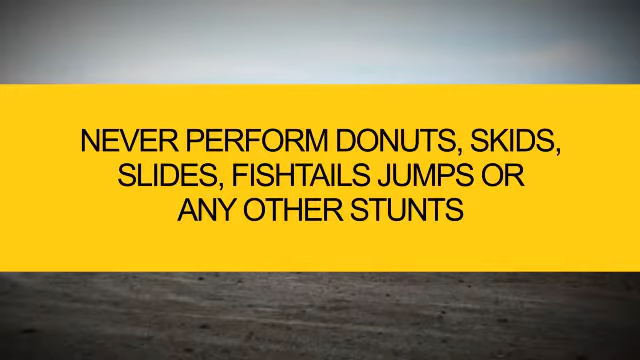 NEVER PERFORM DONUTS, SKIDS,
SLIDES, FISHTAILS JUMPS OR
ANY OTHER STUNTS